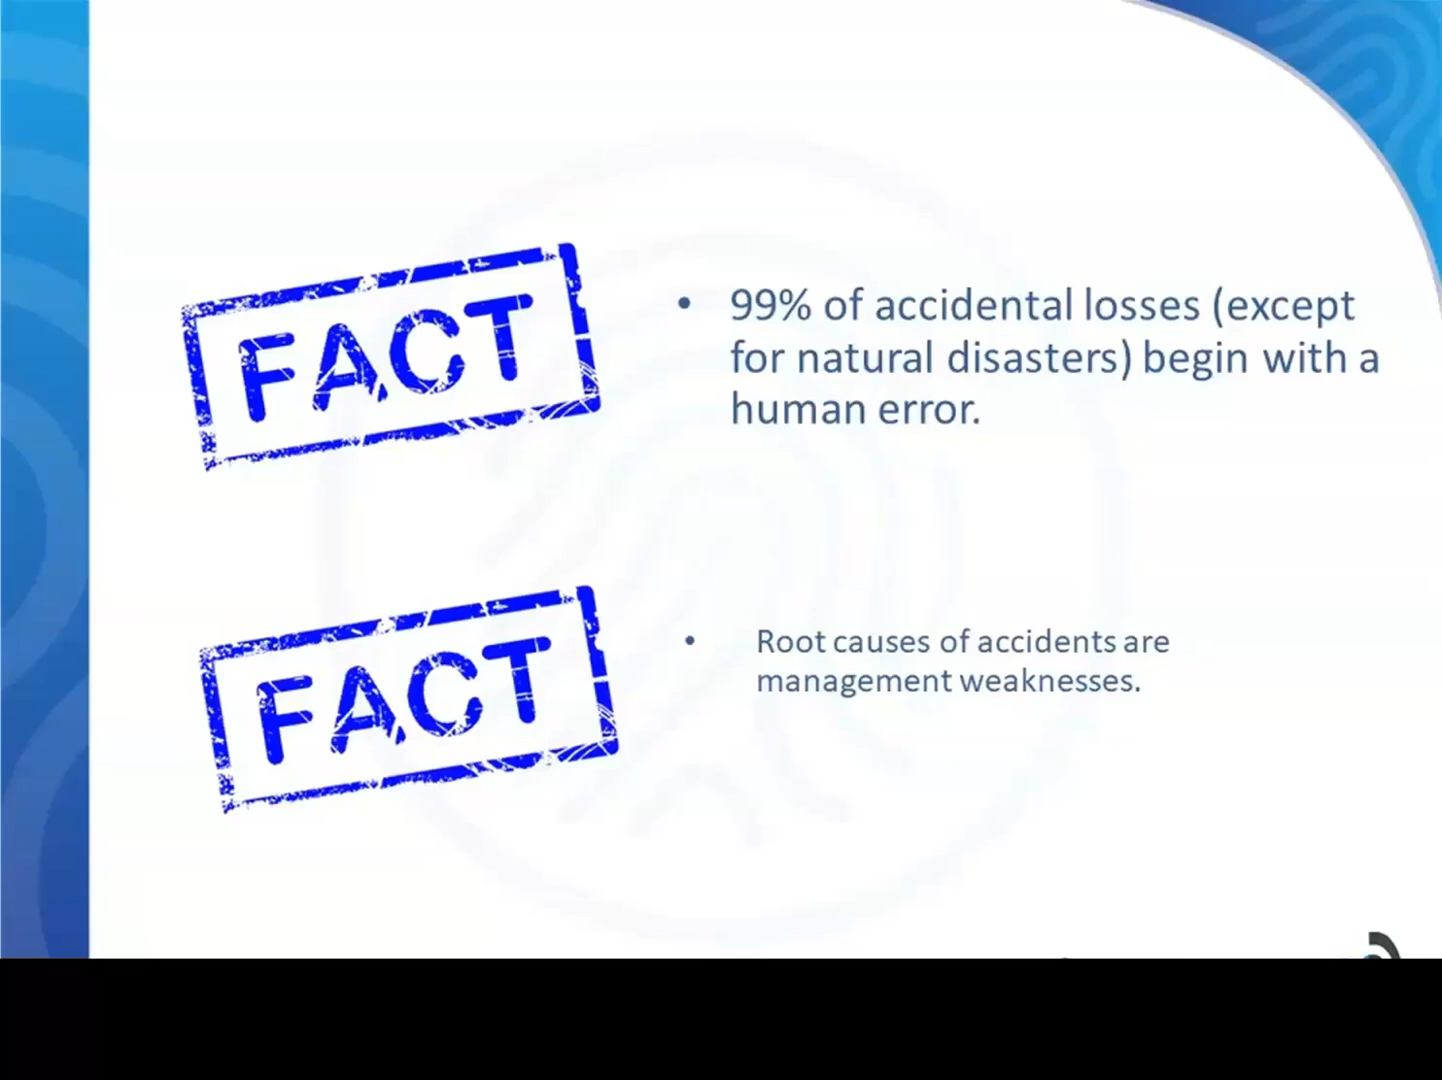 FACT
• 99% of accidental losses (except
for natural disasters) begin with a
human error.
FACT
• Root causes of accidents are
management weaknesses.